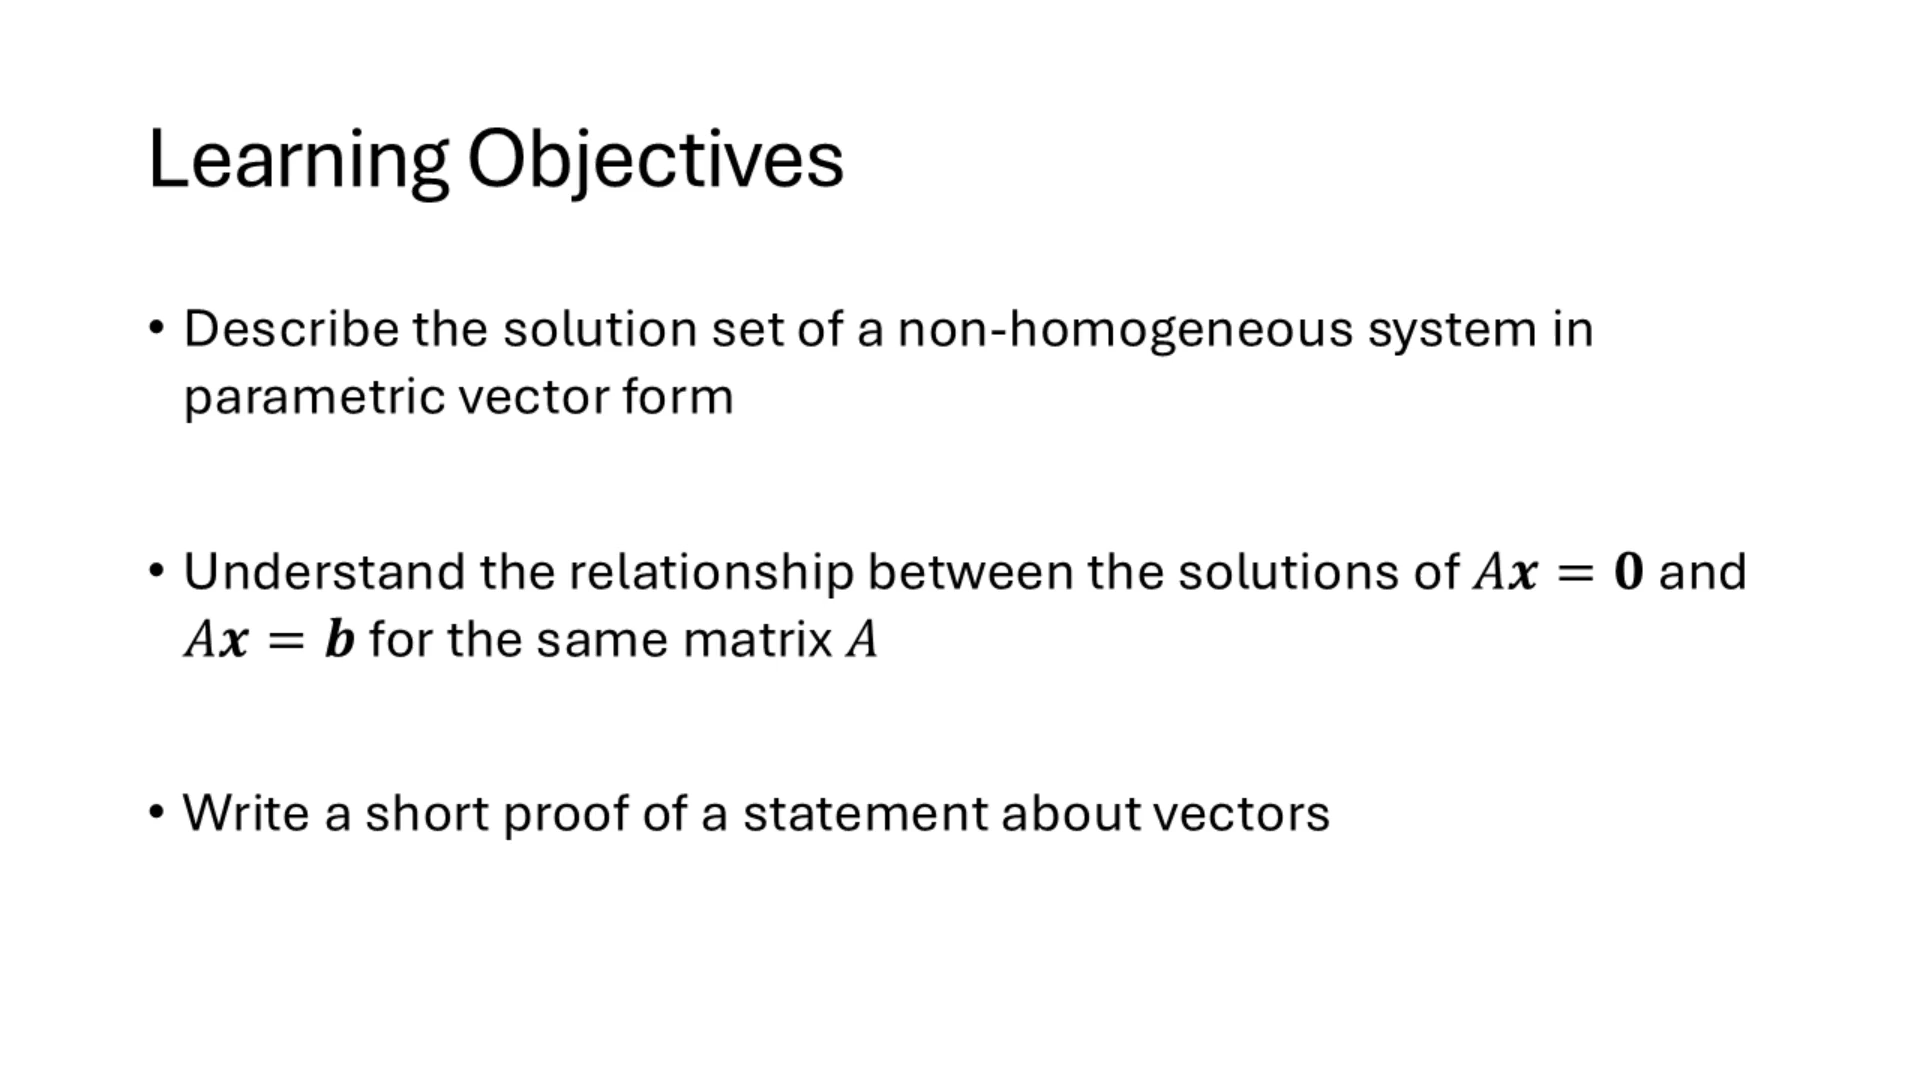 Learning Objectives
• Describe the solution set of a non-homogeneous system in
parametric vector form
• Understand the relationship between the solutions of 𝐴𝒙 = 𝟎 and
𝐴𝒙 = 𝒃 for the same matrix 𝐴
• Write a short proof of a statement about vectors